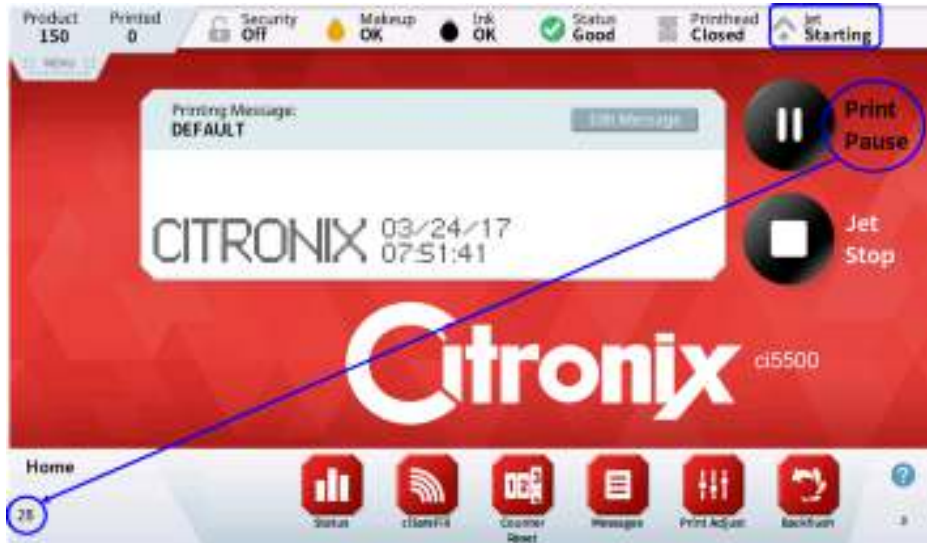 Product
150
Printed
0
Security
Off
Makeup
OK
Ink
OK
Status
Good
Printhead
Closed
Jet
Starting
MENU
Printing Message:
DEFAULT
Edit Message
Print
Pause
CITRONIX
03/24/17
07:51:41
Jet
Stop
Citronix
ci5500
Home
?
28
Status
Counter
Reset
Messages
Print Adjust
Backflush